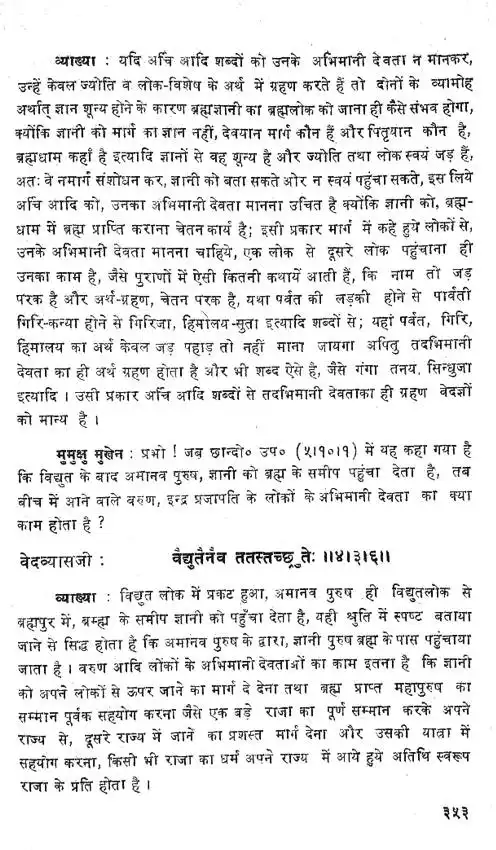 व्याख्या : यदि अर्चि आदि शब्दों को उनके अभिमानी देवता न मानकर,
उन्हें केवल ज्योति व लोक-विशेष के अर्थ में ग्रहण करते हैं तो दोनों के व्यामोह
अर्थात् ज्ञान शून्य होने के कारण ब्रह्मज्ञानी का ब्रह्मलोक को जाना ही कैसे संभव होगा,
क्योंकि ज्ञानी को मार्ग का ज्ञान नहीं, देवयान मार्ग कौन हैं और पितृयान कौन है,
ब्रह्मधाम कहाँ है इत्यादि ज्ञानों से वह शून्य है और ज्योति तथा लोक स्वयं जड़ हैं,
अतः वे नमार्ग संशोधन कर, ज्ञानी को बता सकते और न स्वयं पहुंचा सकते, इस लिये
अर्चि आदि को, उनका अभिमानी देवता मानना उचित है क्योंकि ज्ञानी को, ब्रह्म-
धाम में ब्रह्म प्राप्ति कराना चेतन कार्य है; इसी प्रकार मार्ग में कहे हुये लोकों से,
उनके अभिमानी देवता मानना चाहिये, एक लोक से दूसरे लोक पहुंचाना ही
उनका काम है, जैसे पुराणों में ऐसी कितनी कथायें आती हैं, कि नाम तो जड़
परक है और अर्थ-ग्रहण, चेतन परक है, यथा पर्वत की लड़की होने से पार्वती
गिरि-कन्या होने से गिरिजा, हिमालय-सुता इत्यादि शब्दों से; यहां पर्वत, गिरि,
हिमालय का अर्थ केवल जड़ पहाड़ तो नहीं माना जायगा अपितु तदभिमानी
देवता का ही अर्थ ग्रहण होता है और भी शब्द ऐसे है, जैसे गंगा तनय, सिन्धुजा
इत्यादि । उसी प्रकार अर्चि आदि शब्दों से तदभिमानी देवताका ही ग्रहण वेदज्ञों
को मान्य है ।
मुमुक्षु मुखेन : प्रभो ! जब छान्दो० उप० (५।१०।१) में यह कहा गया है
कि विद्युत के बाद अमानव पुरुष, ज्ञानी को ब्रह्म के समीप पहुंचा देता है, तब
बीच में आने वाले वरुण, इन्द्र प्रजापति के लोकों के अभिमानी देवता का क्या
काम होता है ?
वेदव्यासजी : वैद्युतेनैव ततस्तच्छ्रुतेः ।।४।३।६।।
व्याख्या : विद्युत लोक में प्रकट हुआ, अमानव पुरुष ही विद्युतलोक से
ब्रह्मपुर में, ब्रम्ह्म के समीप ज्ञानी को पहुँचा देता है, यही श्रुति में स्पष्ट बताया
जाने से सिद्ध होता है कि अमानव पुरुष के द्वारा, ज्ञानी पुरुष ब्रह्म के पास पहुंचाया
जाता है । वरुण आदि लोकों के अभिमानी देवताओं का काम इतना है कि ज्ञानी
को अपने लोकों से ऊपर जाने का मार्ग दे देना तथा ब्रह्म प्राप्त महापुरुष का
सम्मान पूर्वक सहयोग करना जैसे एक बड़े राजा का पूर्ण सम्मान करके अपने
राज्य से, दूसरे राज्य में जाने का प्रशस्त मार्ग देना और उसकी यात्रा में
सहयोग करना, किसी भी राजा का धर्म अपने राज्य में आये हुये अतिथि स्वरूप
राजा के प्रति होता है ।
३५३